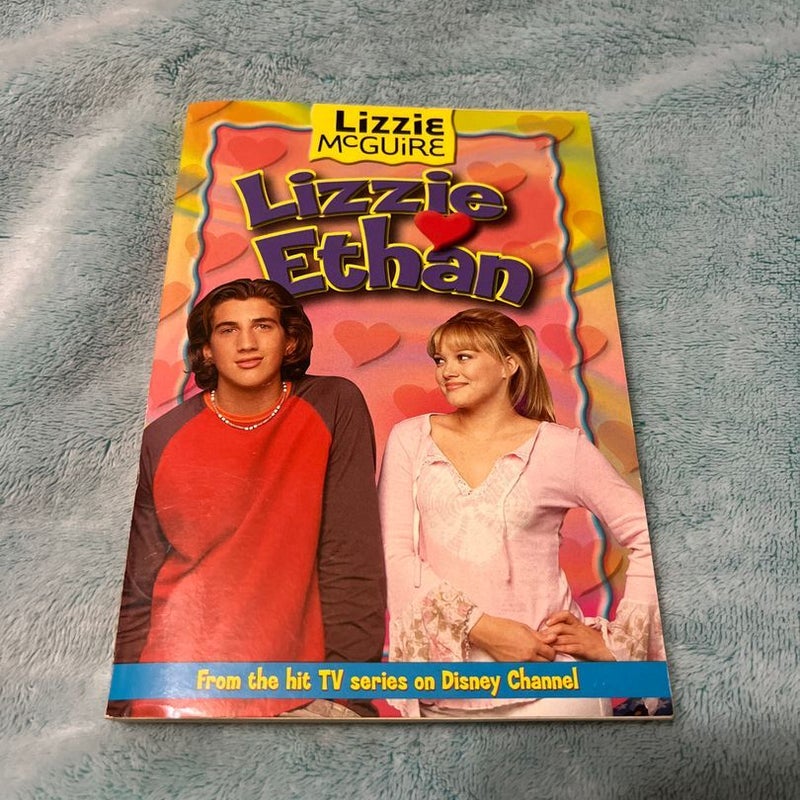 Lizzie
McGUiRE
Lizzie
Ethan
From the hit TV series on Disney Channel